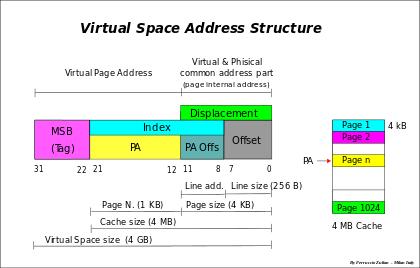 Virtual Space Address Structure
Virtual Page Address
Virtual & Phisical
common address part
(page internal address)
Displacement
MSB
(Tag)
Index
PA
PA Offs
Offset
31
22
21
12
11
8
7
0
Line add.
Line size (256 B)
Page N. (1 KB)
Page size (4 KB)
Cache size (4 MB)
Virtual Space size (4 GB)
Page 1
4 kB
Page 2
PA
Page n
Page 1024
4 MB Cache
By Ferruccio Zulian - Milan Italy